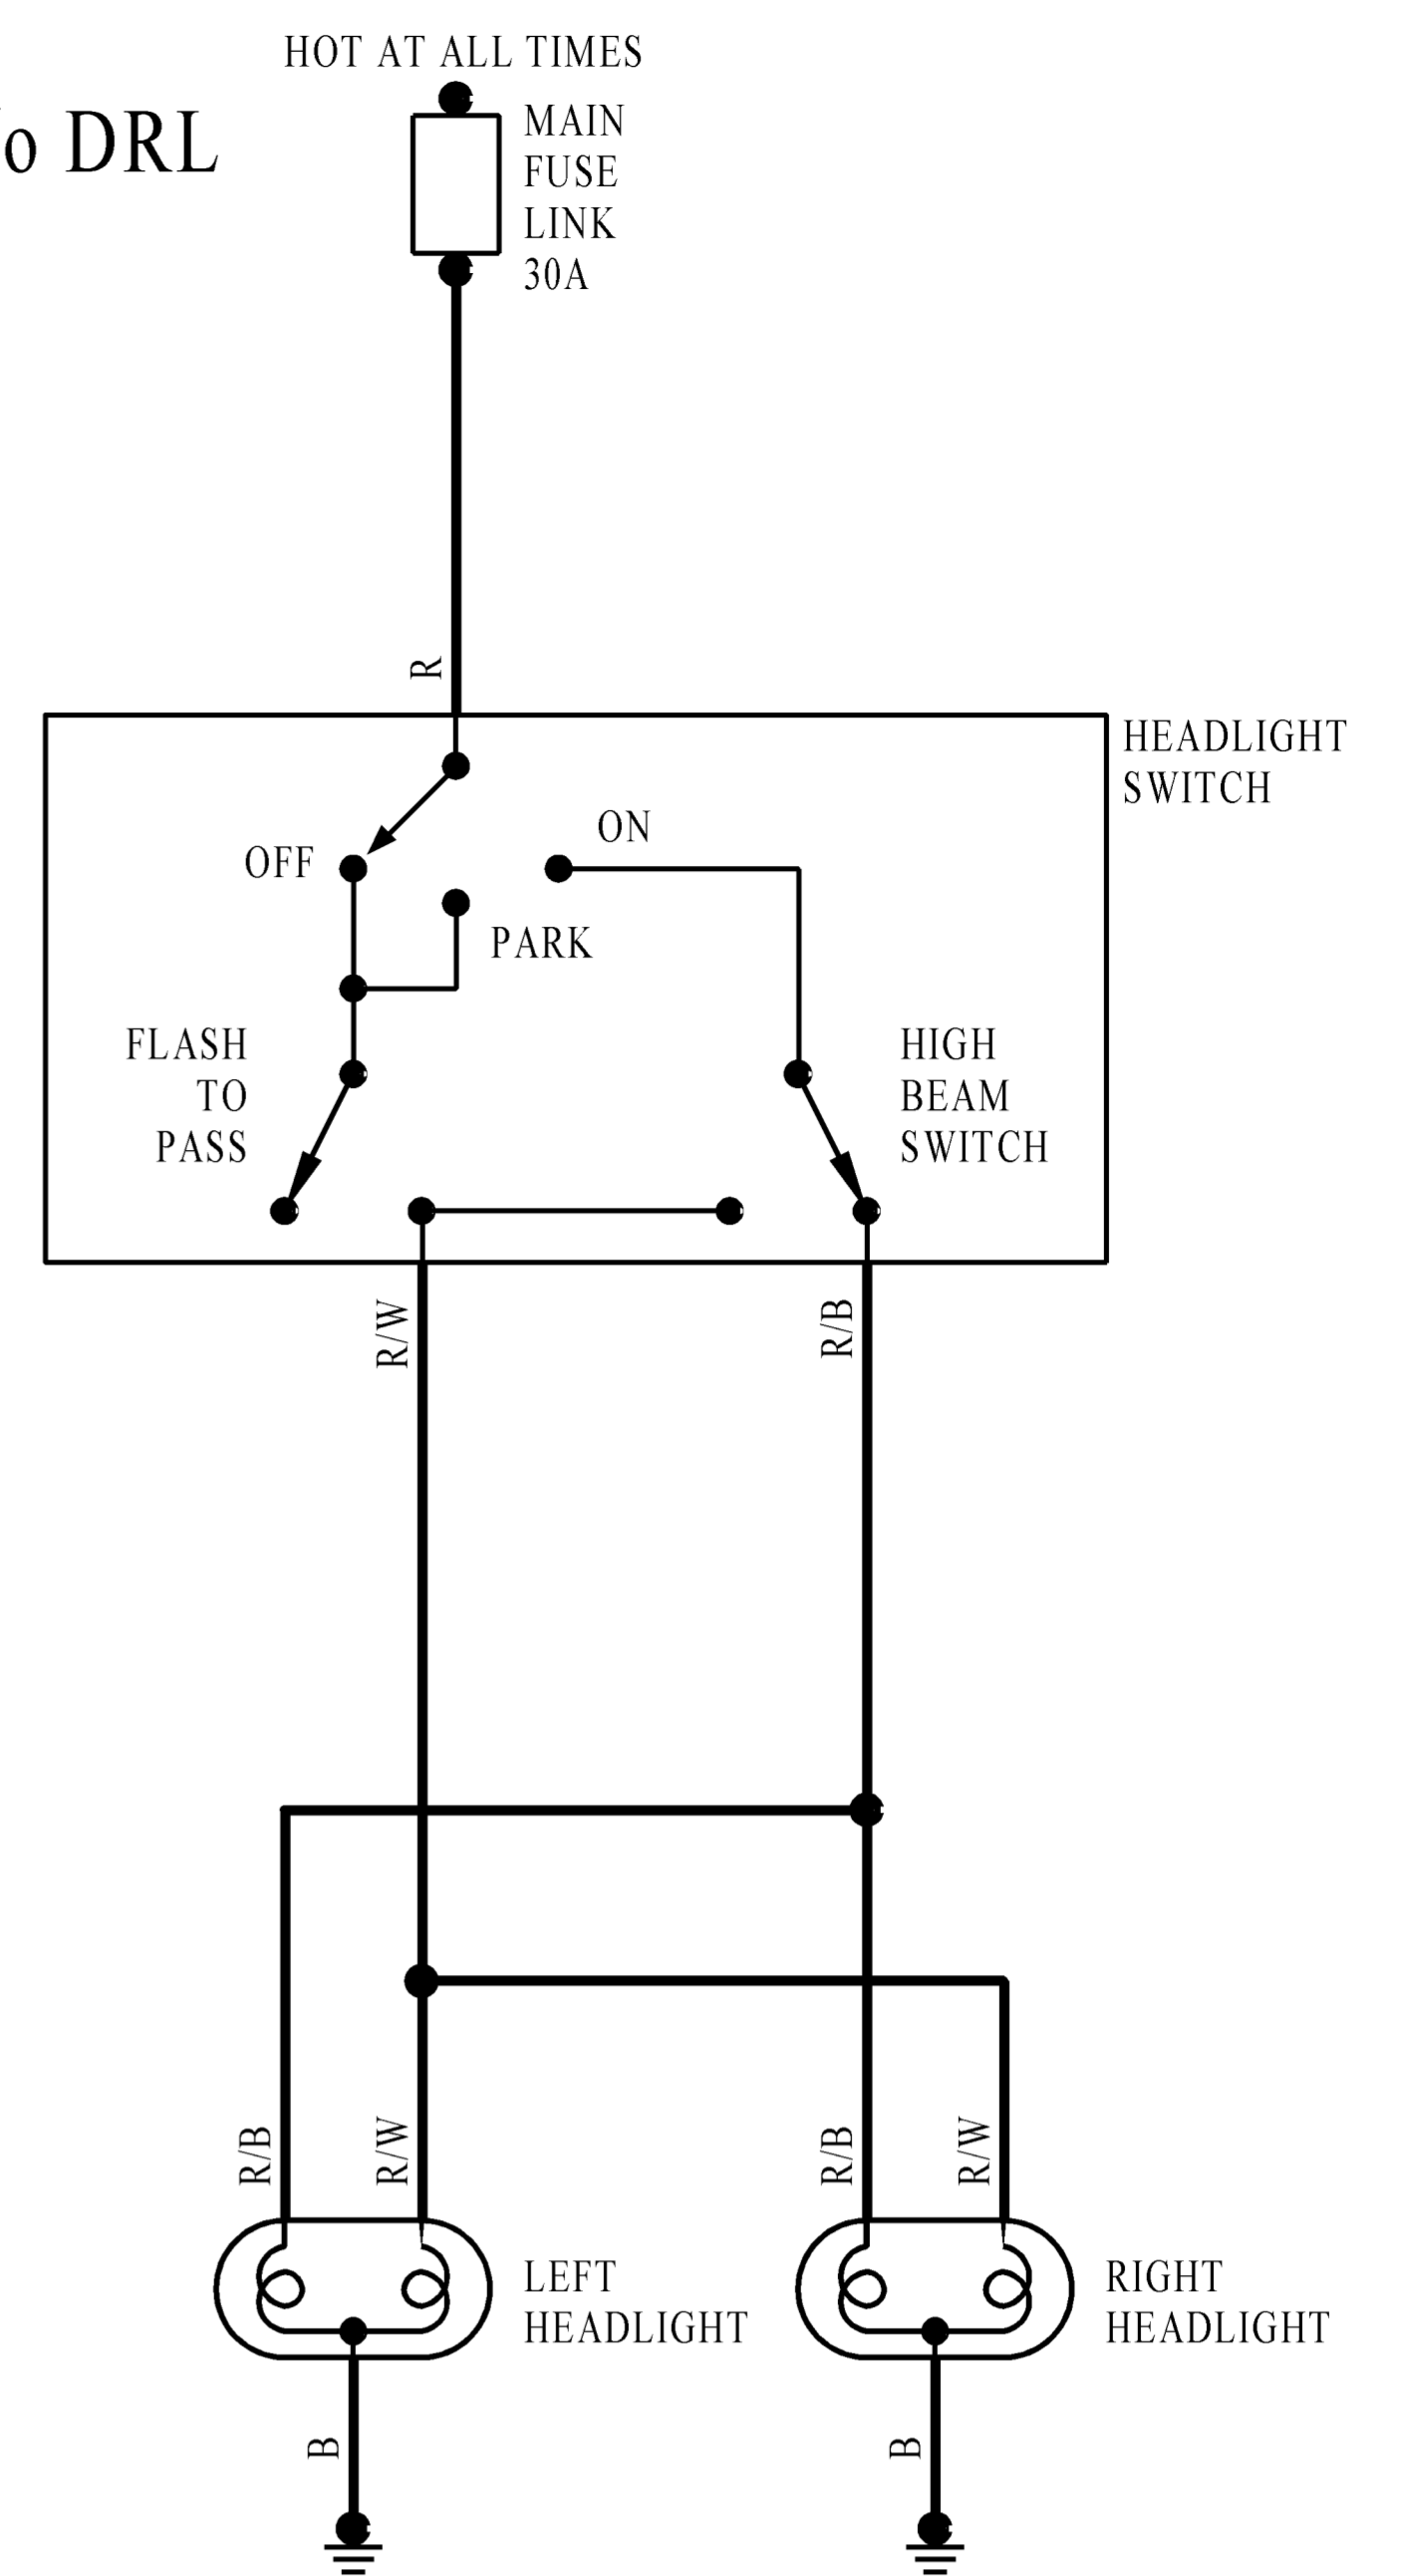 HOT AT ALL TIMES
o DRL
MAIN
FUSE
LINK
30A
R
HEADLIGHT
SWITCH
ON
OFF
PARK
FLASH
TO
PASS
HIGH
BEAM
SWITCH
R/W
R/B
R/B
R/W
R/B
R/W
LEFT
HEADLIGHT
RIGHT
HEADLIGHT
B
B